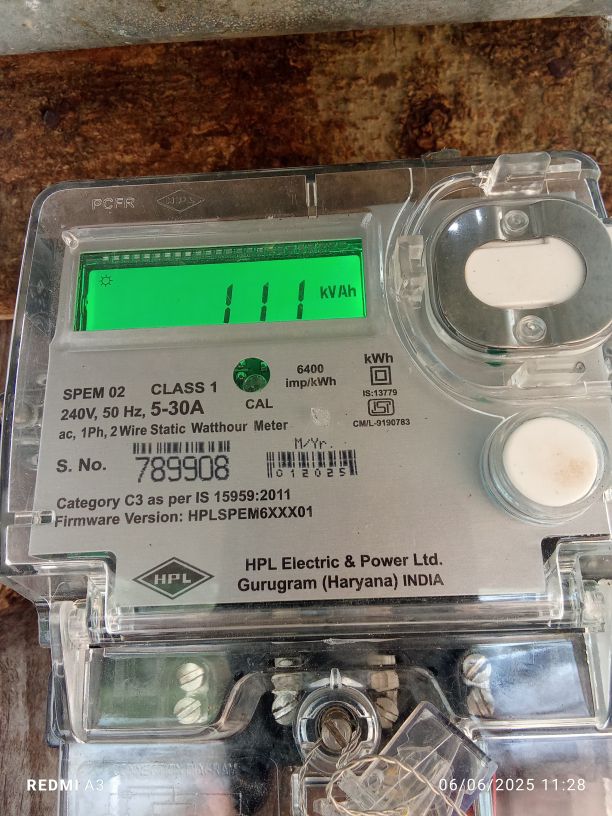 PCFR HPL
111 kVAh
SPEM 02 CLASS 1
6400
imp/kWh
kWh
240V, 50 Hz, 5-30A
CAL
IS:13779
ac, 1Ph, 2 Wire Static Watthour Meter
CM/L-9190783
M/Yr.
S. No. 789908
012025
Category C3 as per IS 15959:2011
Firmware Version: HPLSPEM6XXX01
HPL
HPL Electric & Power Ltd.
Gurugram (Haryana) INDIA
CONNECTION DIAGRAM
REDMI A3
06/06/2025 11:28